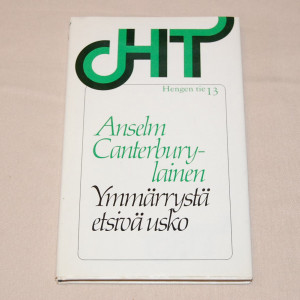 HT
Hengen tie 13
Anselm
Canterbury-
lainen
Ymmärrystä
etsivä usko